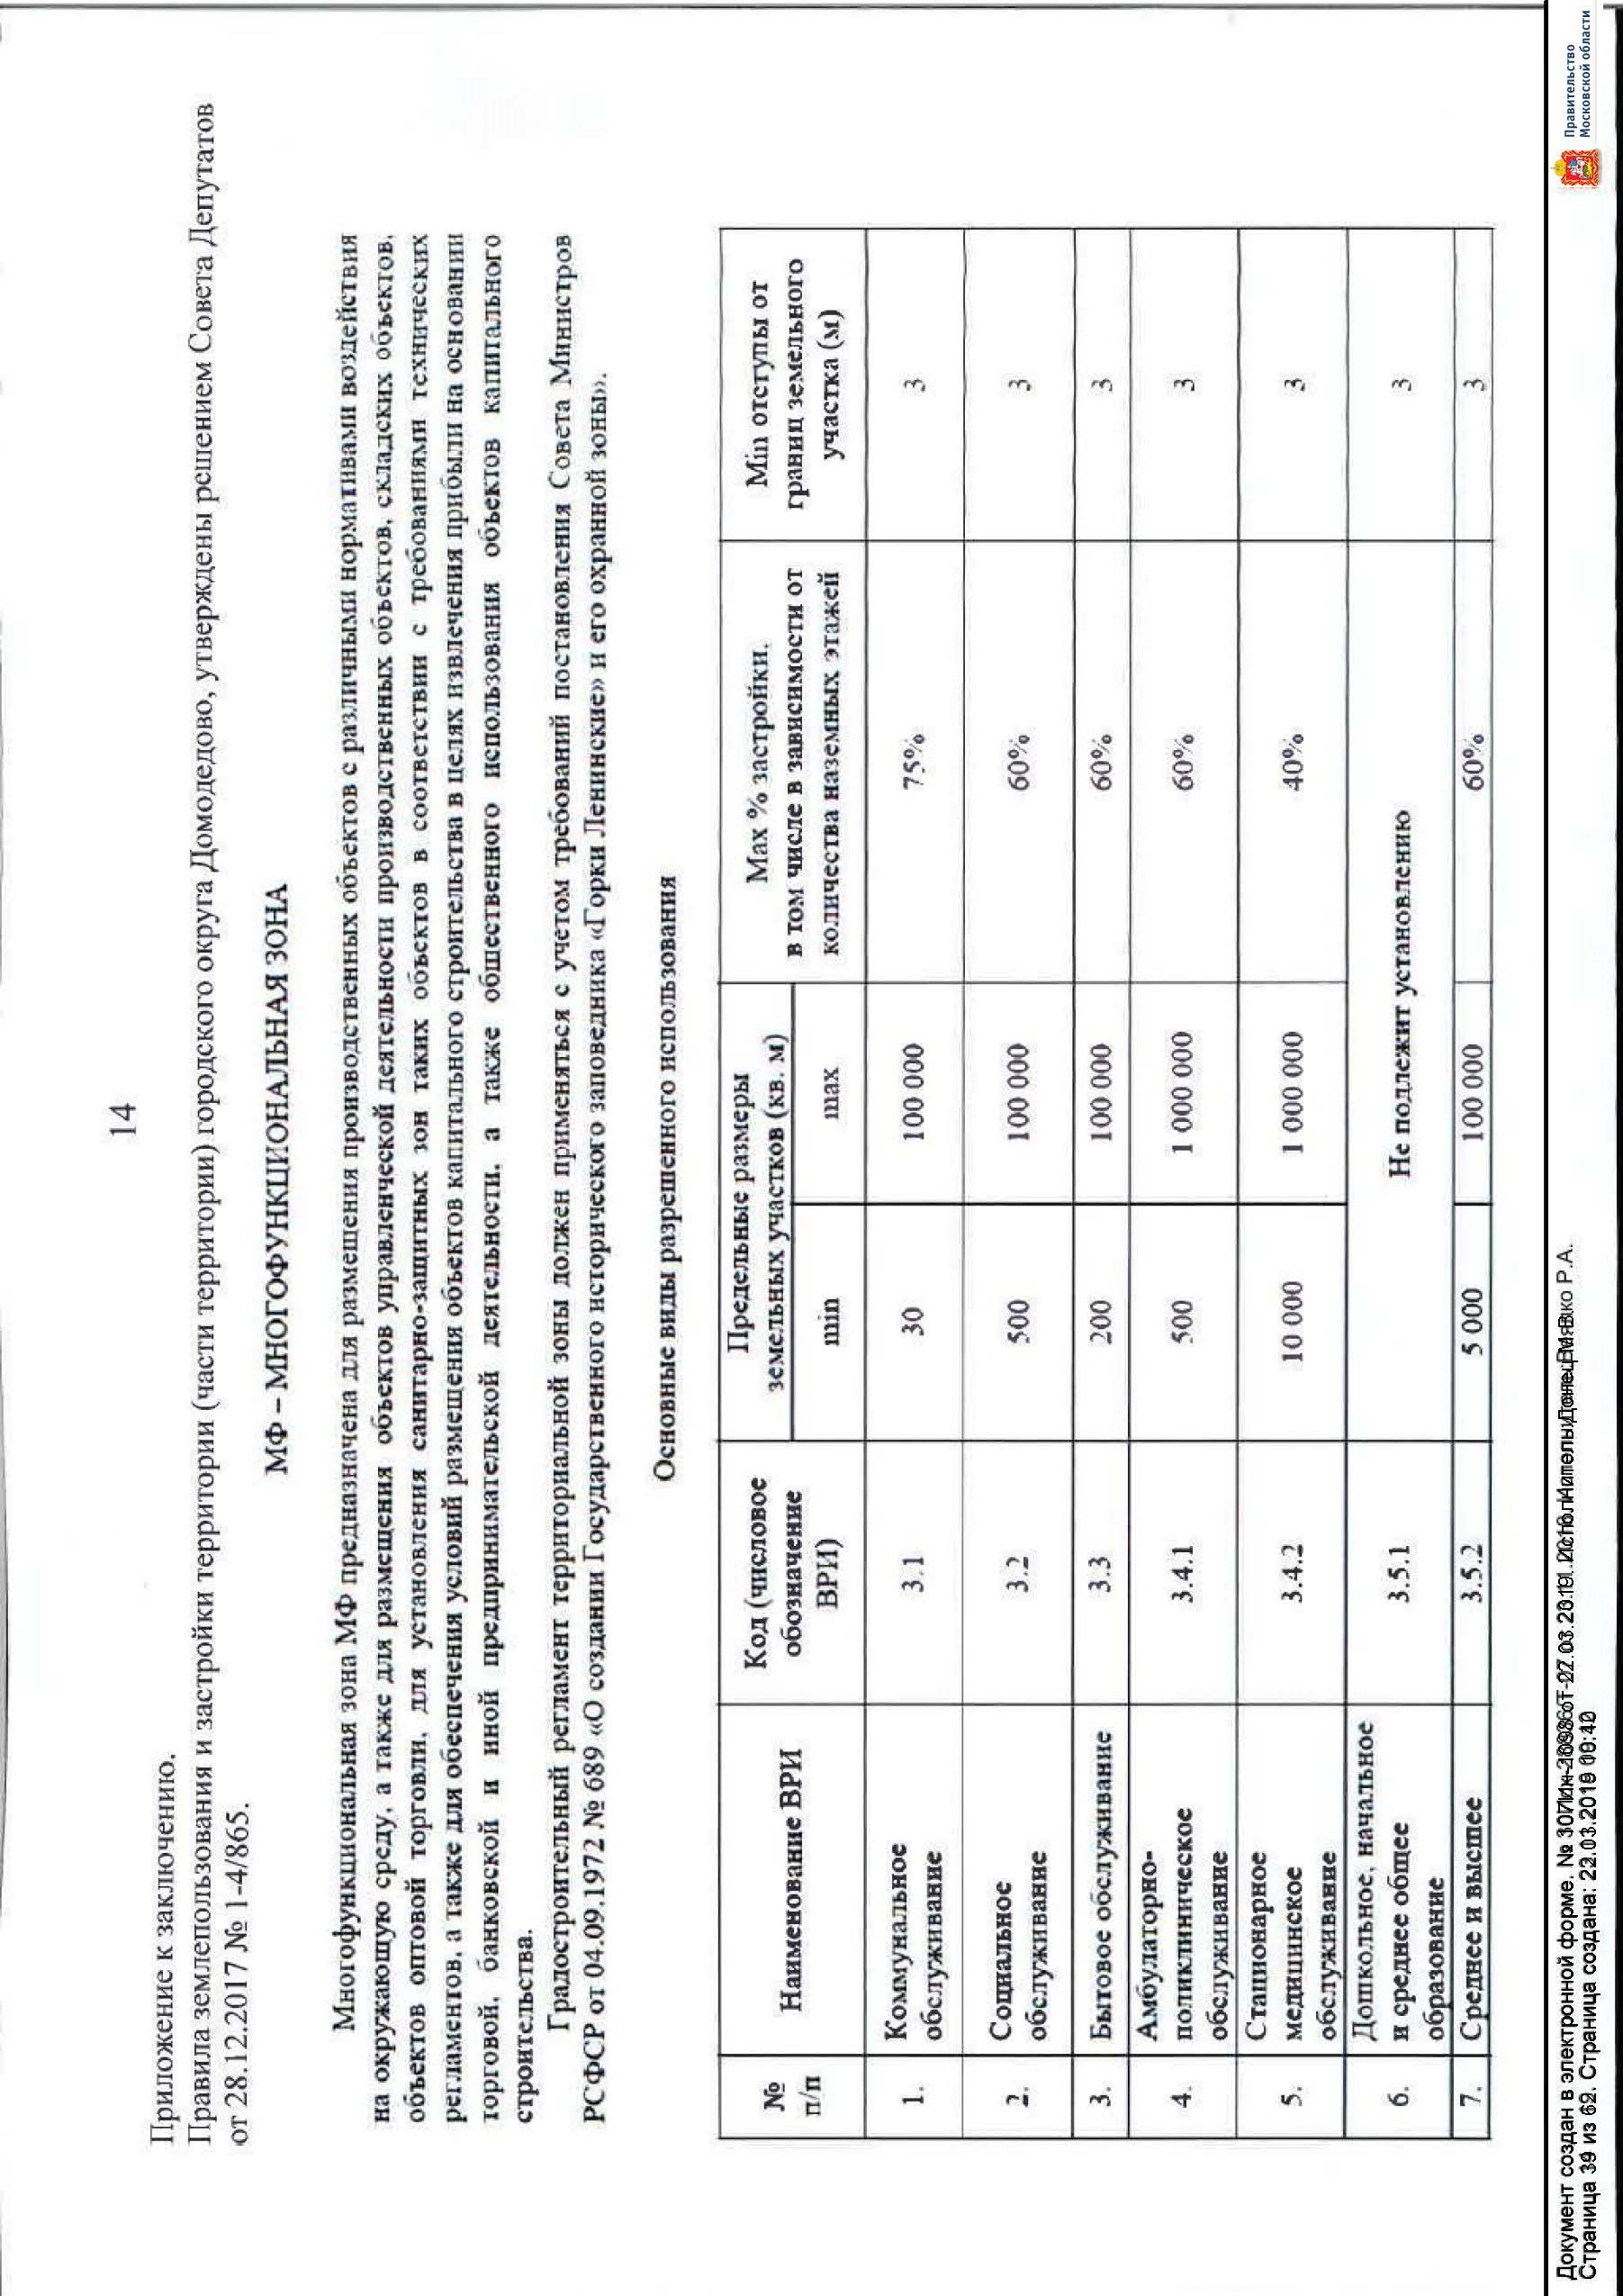 14
Приложение к заключению.
Правила землепользования и застройки территории (части территории) городского округа Домодедово, утверждены решением Совета Депутатов
от 28.12.2017 № 1-4/865.
МФ – МНОГОФУНКЦИОНАЛЬНАЯ ЗОНА
Многофункциональная зона МФ предназначена для размещения производственных объектов с различными нормативами воздействия
на окружающую среду, а также для размещения объектов управленческой деятельности производственных объектов, складских объектов,
объектов оптовой торговли, для установления санитарно-защитных зон таких объектов в соответствии с требованиями технических
регламентов, а также для обеспечения условий размещения объектов капитального строительства в целях извлечения прибыли на основании
торговой, банковской и иной предпринимательской деятельности, а также общественного использования объектов капитального
строительства.
Градостроительный регламент территориальной зоны должен применяться с учетом требований постановления Совета Министров
РСФСР от 04.09.1972 № 689 «О создании Государственного исторического заповедника «Горки Ленинские» и его охранной зоны».
Основные виды разрешенного использования
№ п/п Наименование ВРИ Код (числовое обозначение ВРИ) Предельные размеры земельных участков (кв. м) Max % застройки, в том числе в зависимости от количества наземных этажей Min отступы от границ земельного участка (м)
min max
1. Коммунальное обслуживание 3.1 30 100 000 75% 3
2. Социальное обслуживание 3.2 500 100 000 60% 3
3. Бытовое обслуживание 3.3 200 100 000 60% 3
4. Амбулаторно-поликлиническое обслуживание 3.4.1 500 1 000 000 60% 3
5. Стационарное медицинское обслуживание 3.4.2 10 000 1 000 000 40% 3
6. Дошкольное, начальное и среднее общее образование 3.5.1 Не подлежит установлению 3
7. Среднее и высшее 3.5.2 5 000 100 000 60% 3
Документ создан в электронной форме. №
Страница 39 из 62. Страница создана:
Правительство
Московской области